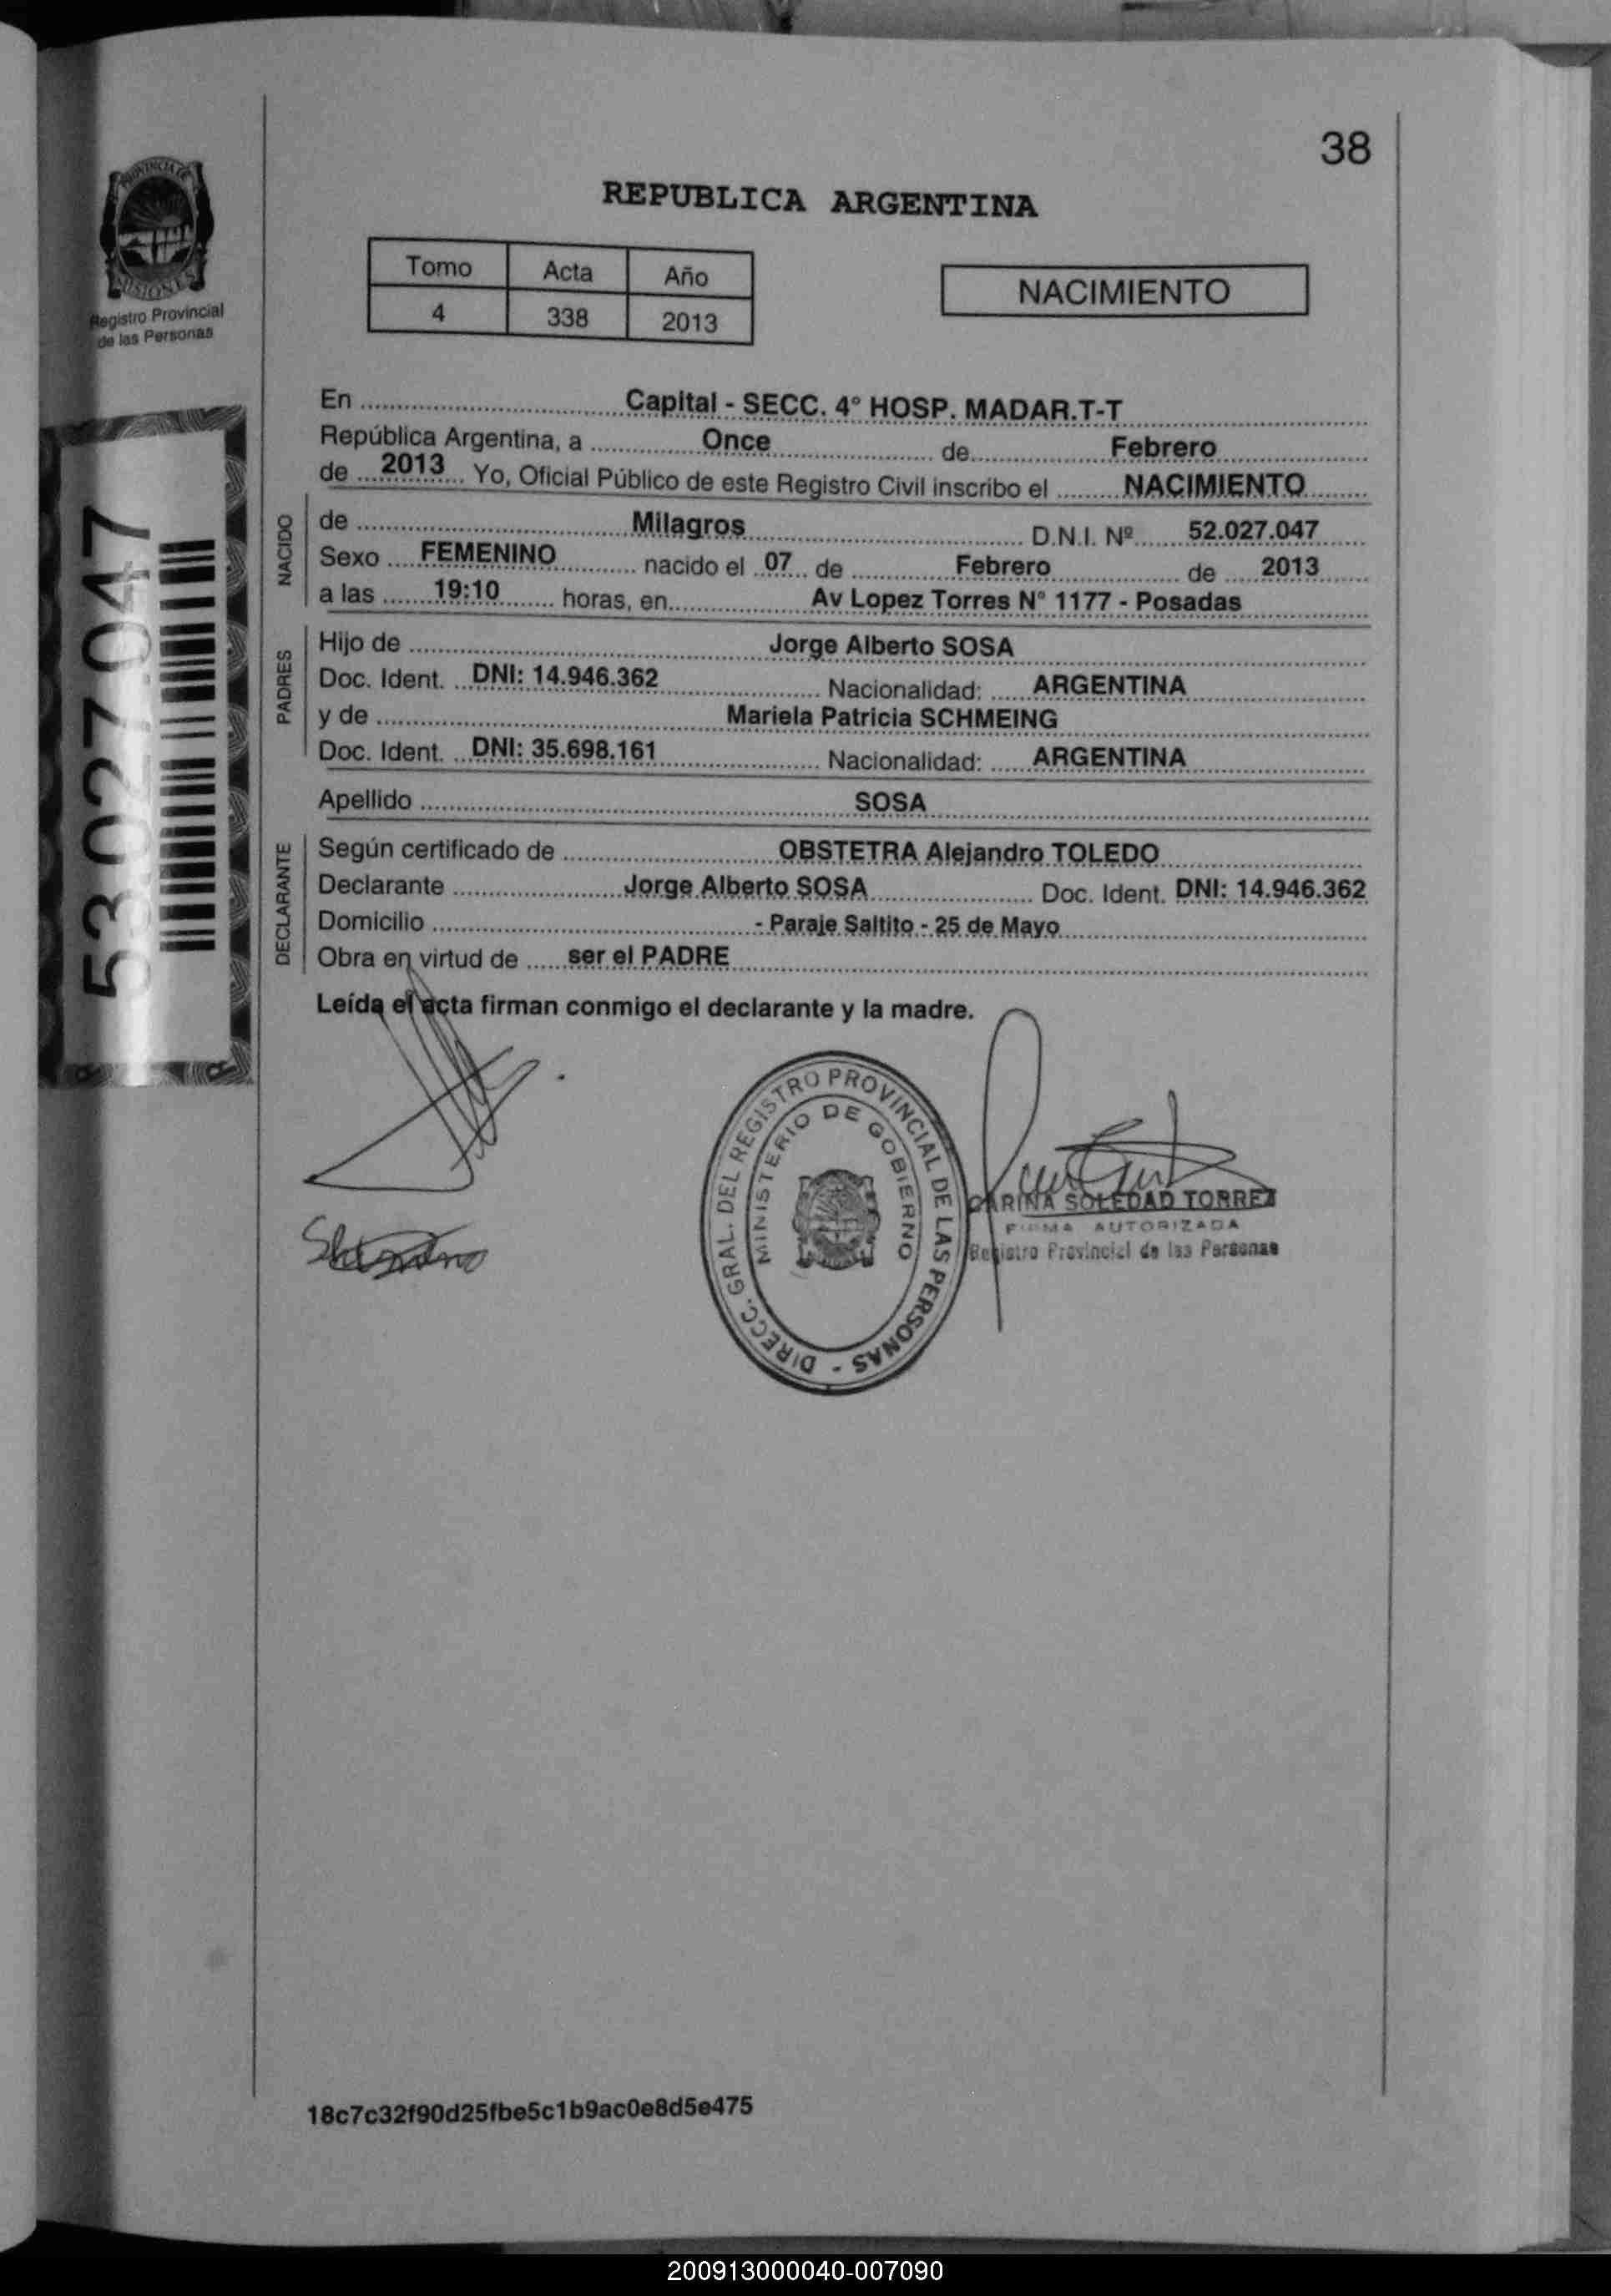 38
PROVINCIA DE
MISIONES
Registro Provincial
de las Personas
REPUBLICA ARGENTINA
Tomo Acta Año
4 338 2013
NACIMIENTO
53027047
En Capital - SECC. 4° HOSP. MADAR.T-T
República Argentina, a Once de Febrero
de 2013 Yo, Oficial Público de este Registro Civil inscribo el NACIMIENTO
NACIDO
de Milagros D.N.I. Nº 52.027.047
Sexo FEMENINO nacido el 07 de Febrero de 2013
a las 19:10 horas, en Av Lopez Torres N° 1177 - Posadas
PADRES
Hijo de Jorge Alberto SOSA
Doc. Ident. DNI: 14.946.362 Nacionalidad: ARGENTINA
y de Mariela Patricia SCHMEING
Doc. Ident. DNI: 35.698.161 Nacionalidad: ARGENTINA
Apellido SOSA
DECLARANTE
Según certificado de OBSTETRA Alejandro TOLEDO
Declarante Jorge Alberto SOSA Doc. Ident. DNI: 14.946.362
Domicilio - Paraje Saltito - 25 de Mayo
Obra en virtud de ser el PADRE
Leída el acta firman conmigo el declarante y la madre.
DIRECC. GRAL. DEL REGISTRO PROVINCIAL DE LAS PERSONAS -
MINISTERIO DE GOBIERNO
CARINA SOLEDAD TORREZ
FIRMA AUTORIZADA
Registro Provincial de las Personas
18c7c32f90d25fbe5c1b9ac0e8d5e475
200913000040-007090